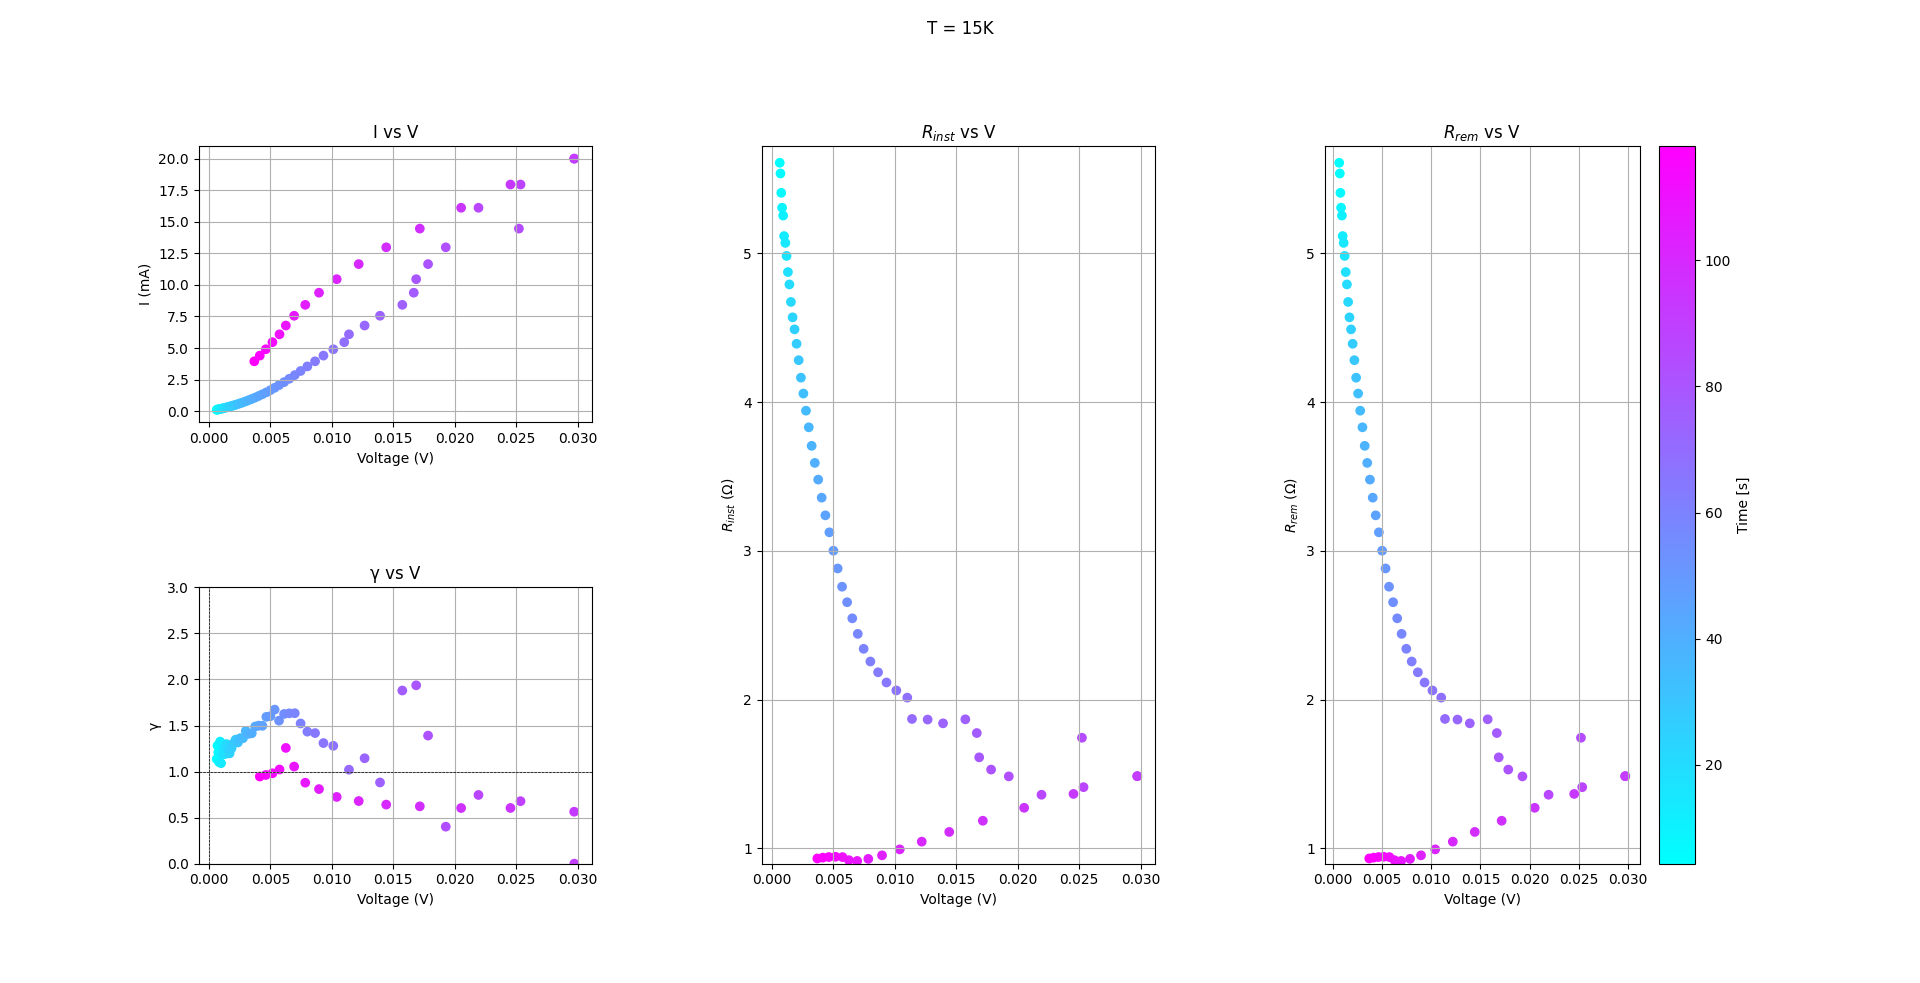 T = 15K
I vs V
I (mA)
20.0
17.5
15.0
12.5
10.0
7.5
5.0
2.5
0.0
0.000 0.005 0.010 0.015 0.020 0.025 0.030
Voltage (V)
γ vs V
γ
3.0
2.5
2.0
1.5
1.0
0.5
0.0
0.000 0.005 0.010 0.015 0.020 0.025 0.030
Voltage (V)
R_inst vs V
R_inst (Ω)
5
4
3
2
1
0.000 0.005 0.010 0.015 0.020 0.025 0.030
Voltage (V)
R_rem vs V
R_rem (Ω)
5
4
3
2
1
0.000 0.005 0.010 0.015 0.020 0.025 0.030
Voltage (V)
100
80
60
40
20
Time [s]